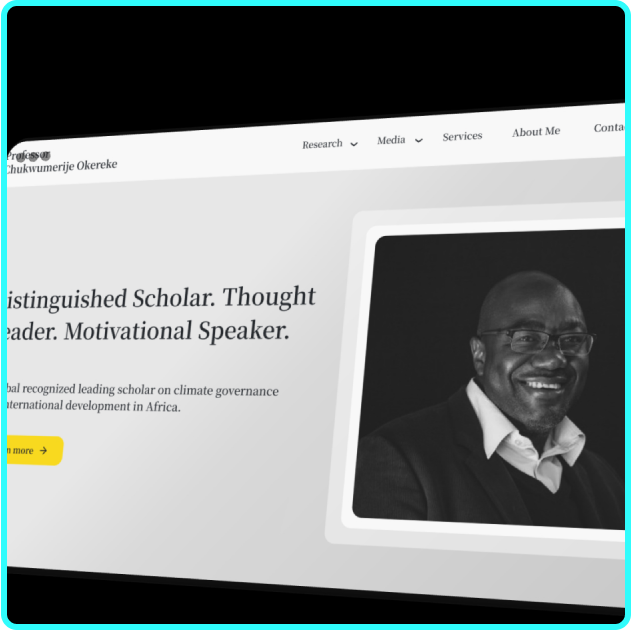 Professor
Chukwumerije Okereke
Research
Media
Services
About Me
Contac
istinguished Scholar. Thought
eader. Motivational Speaker.
bal recognized leading scholar on climate governance
nternational development in Africa.
n more